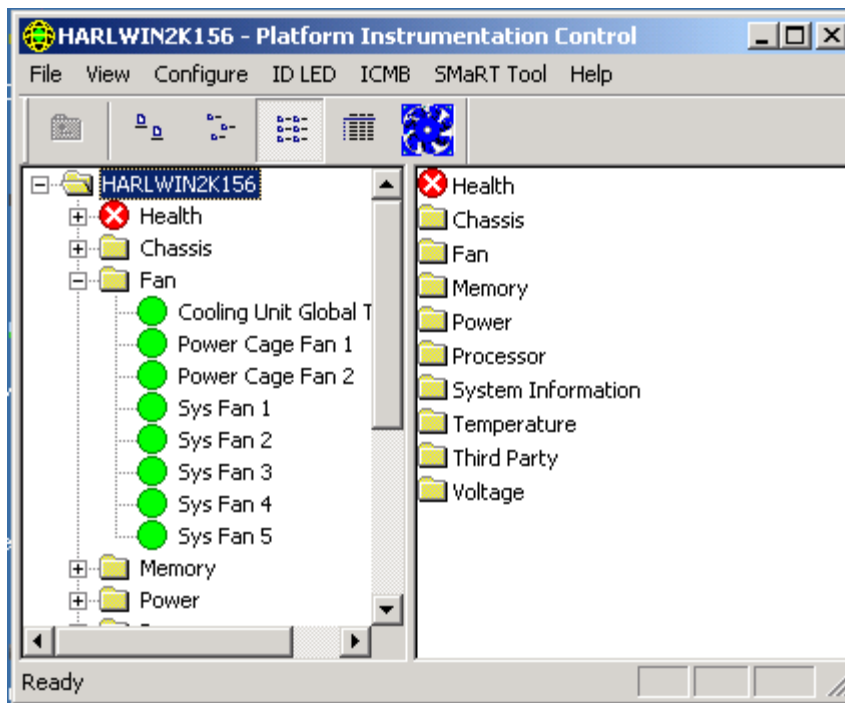 HARLWIN2K156 - Platform Instrumentation Control
File View Configure ID LED ICMB SMaRT Tool Help
HARLWIN2K156
Health
Chassis
Fan
Cooling Unit Global T
Power Cage Fan 1
Power Cage Fan 2
Sys Fan 1
Sys Fan 2
Sys Fan 3
Sys Fan 4
Sys Fan 5
Memory
Power
Health
Chassis
Fan
Memory
Power
Processor
System Information
Temperature
Third Party
Voltage
Ready